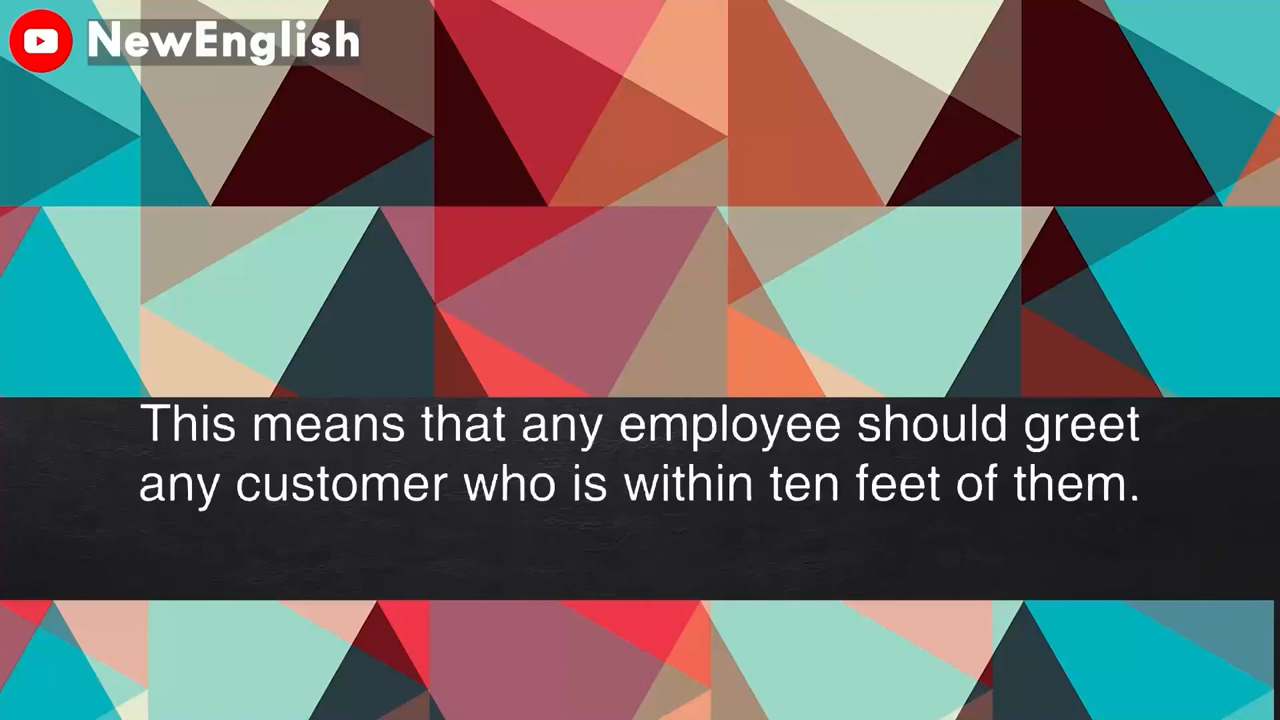 NewEnglish
This means that any employee should greet
any customer who is within ten feet of them.